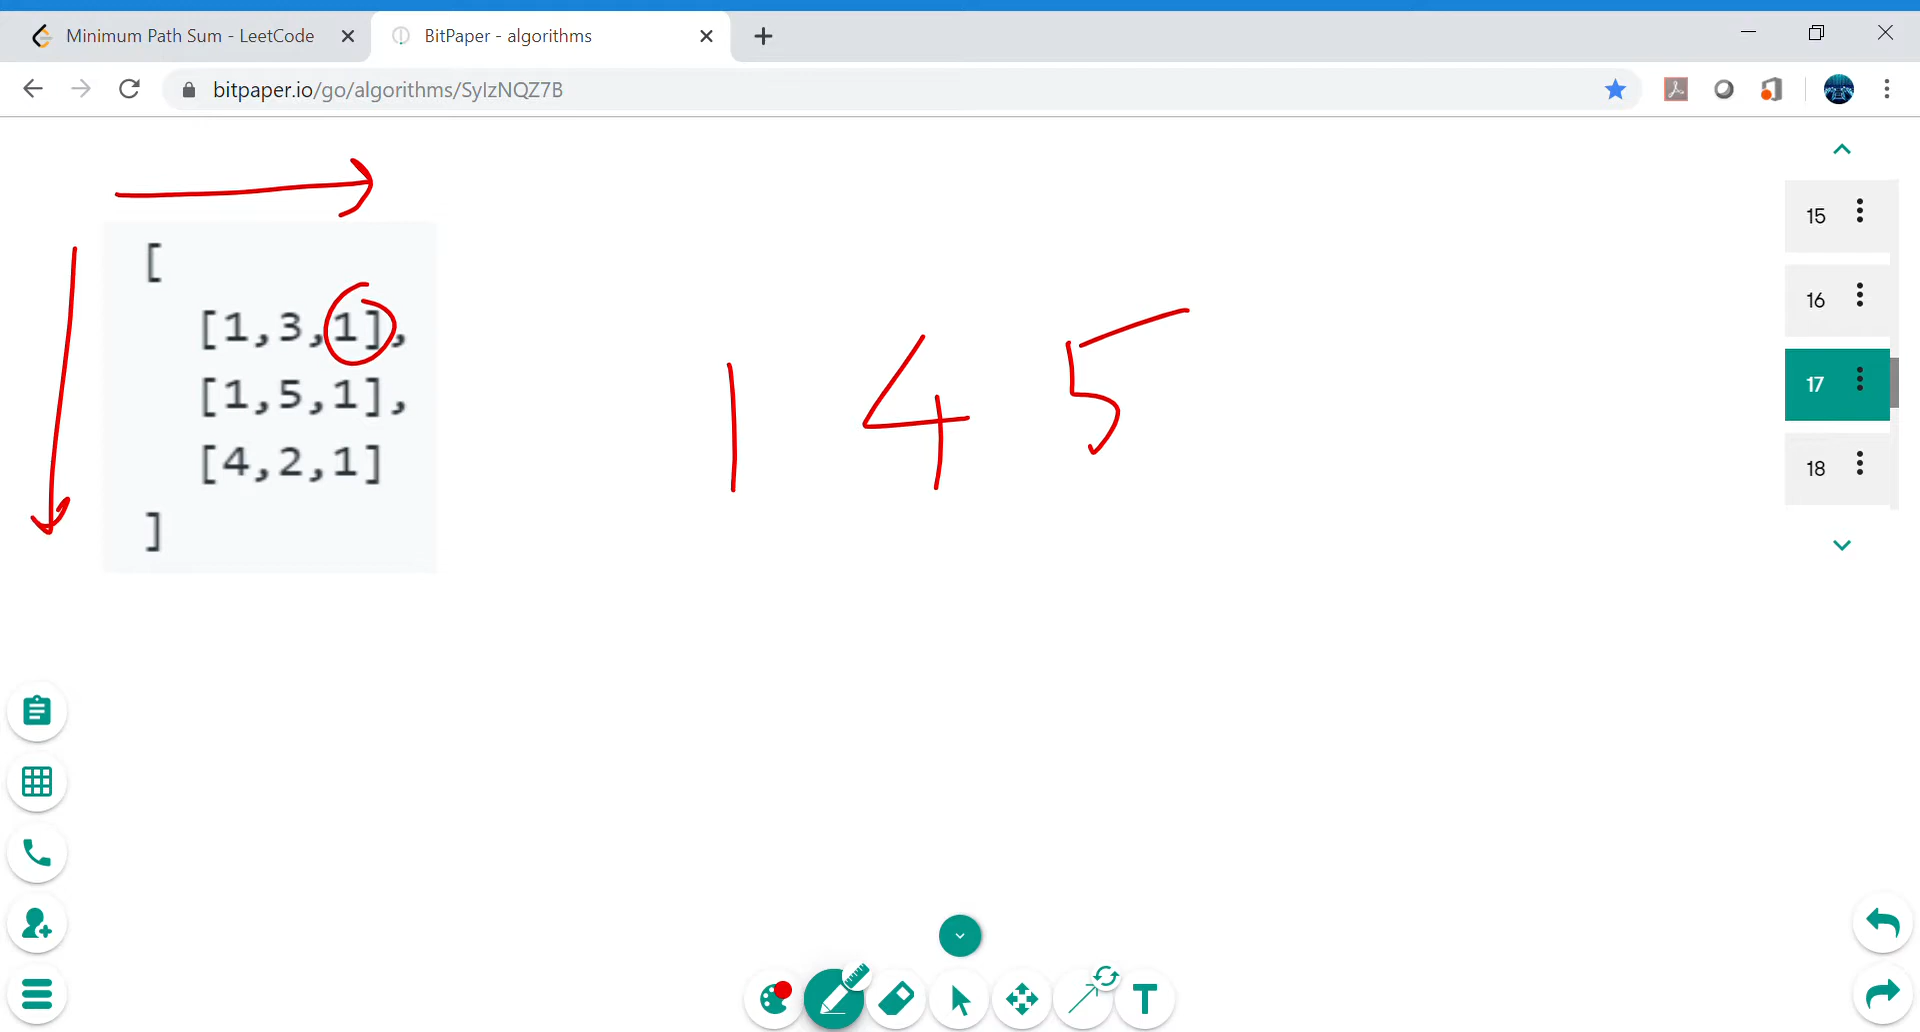 Minimum Path Sum - LeetCode
BitPaper - algorithms
bitpaper.io/go/algorithms/SyIzNQZ7B
[
[1,3,1],
[1,5,1],
[4,2,1]
]
1 4 5
15
16
17
18
T